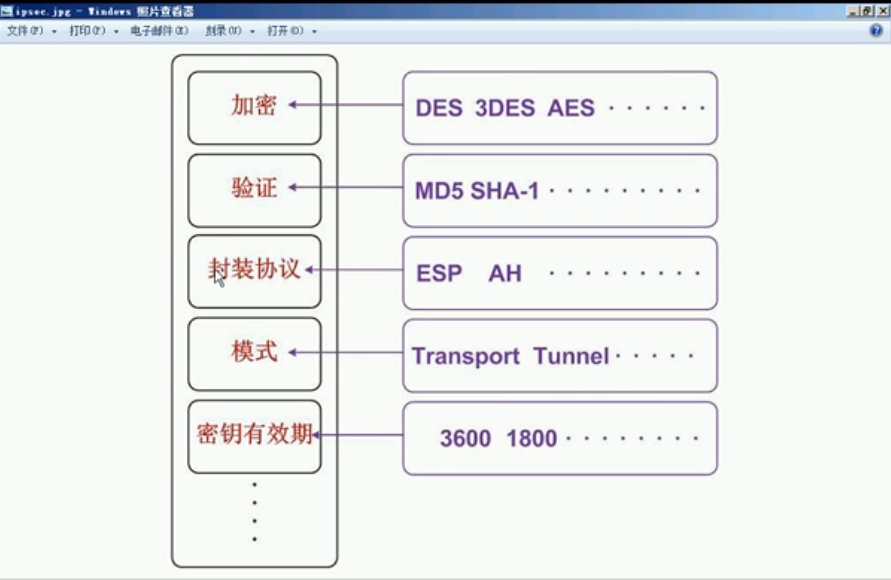 ipsec.jpg - Windows 照片查看器
文件(F) 打印(P) 电子邮件(E) 刻录(U) 打开(O)
加密 DES 3DES AES · · · · · ·
验证 MD5 SHA-1 · · · · · · · · ·
封装协议 ESP AH · · · · · · · · ·
模式 Transport Tunnel · · · · ·
密钥有效期 3600 1800 · · · · · · · ·